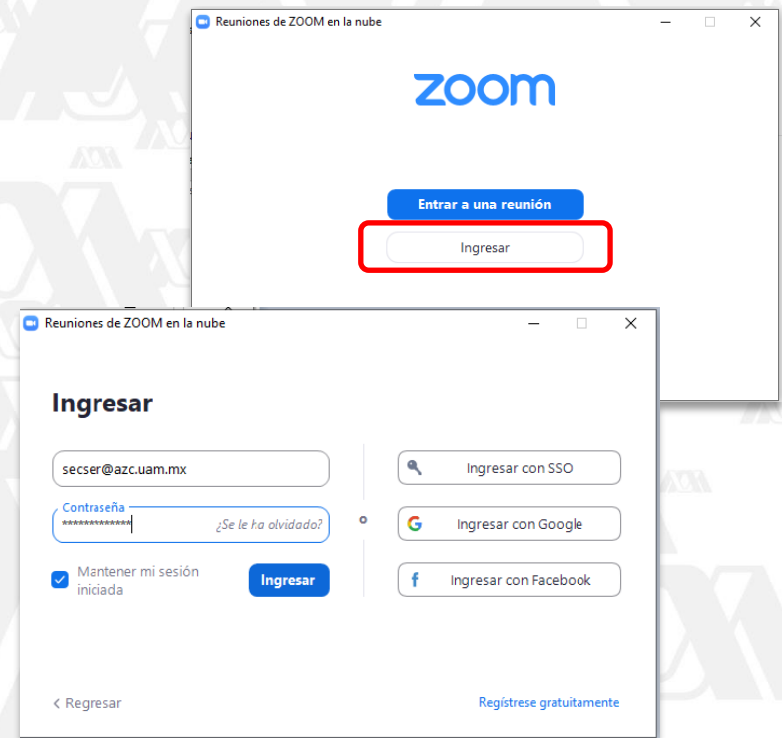 Reuniones de ZOOM en la nube
zoom
Entrar a una reunión
Ingresar
Reuniones de ZOOM en la nube
Ingresar
secser@azc.uam.mx
Contraseña
*************
¿Se le ha olvidado?
Mantener mi sesión
iniciada
Ingresar
o
Ingresar con SSO
Ingresar con Google
Ingresar con Facebook
< Regresar
Regístrese gratuitamente